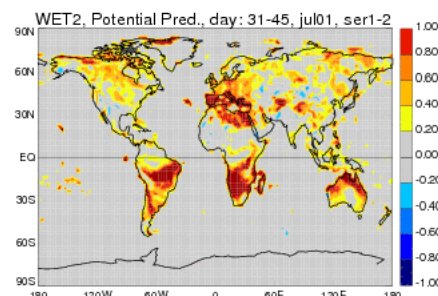 WET2, Potential Pred., day: 31-45, jul01, ser1-2
90N
60N
30N
EQ
30S
60S
90S
180 120W 60W 0 60E 120E 180
1.00
0.80
0.60
0.40
0.20
-0.20
-0.40
-0.60
-0.80
-1.00